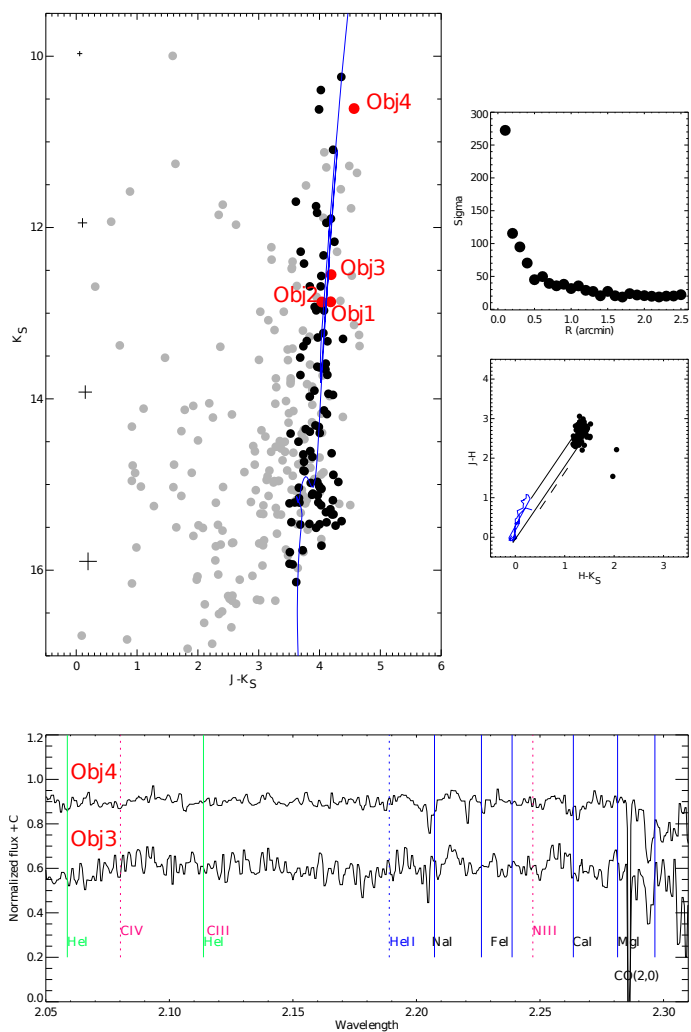 10
12
14
16
K_S
Obj4
Obj3
Obj2
Obj1
0 1 2 3 4 5 6
J-K_S
300
250
200
150
100
50
0
Sigma
0.0 0.5 1.0 1.5 2.0 2.5
R (arcmin)
4
3
2
1
0
J-H
0 1 2 3
H-K_S
1.2
1.0
0.8
0.6
0.4
0.2
0.0
Normalized flux +C
Obj4
Obj3
CIV
CIII
NIII
HeI
HeI
HeII
NaI
FeI
CaI
MgI
CO(2,0)
2.05 2.10 2.15 2.20 2.25 2.30
Wavelength